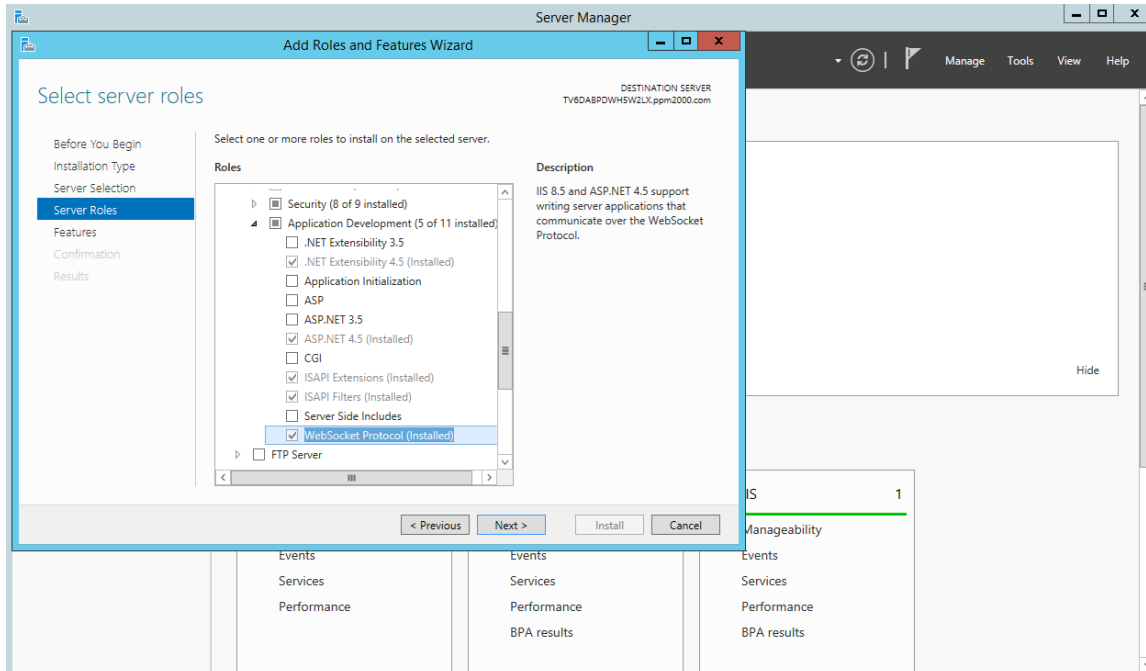 Server Manager
Add Roles and Features Wizard
Manage Tools View Help
Select server roles
DESTINATION SERVER
TV6DABPDWH5W2LX.ppm2000.com
Before You Begin
Installation Type
Server Selection
Server Roles
Features
Confirmation
Results
Select one or more roles to install on the selected server.
Roles
Security (8 of 9 installed)
Application Development (5 of 11 installed)
.NET Extensibility 3.5
.NET Extensibility 4.5 (Installed)
Application Initialization
ASP
ASP.NET 3.5
ASP.NET 4.5 (Installed)
CGI
ISAPI Extensions (Installed)
ISAPI Filters (Installed)
Server Side Includes
WebSocket Protocol (Installed)
FTP Server
Description
IIS 8.5 and ASP.NET 4.5 support
writing server applications that
communicate over the WebSocket
Protocol.
< Previous Next > Install Cancel
Hide
Events
Services
Performance
Events
Services
Performance
BPA results
IIS 1
Manageability
Events
Services
Performance
BPA results